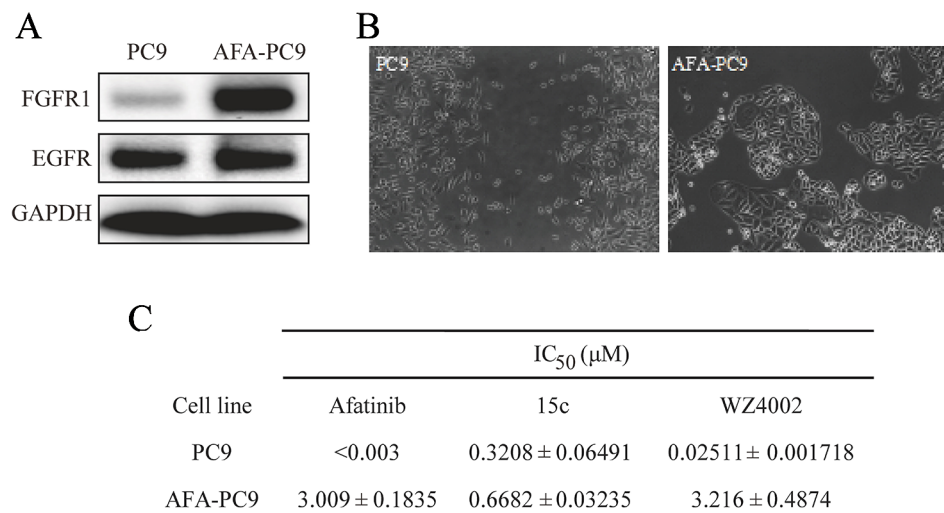 A
PC9 AFA-PC9
FGFR1
EGFR
GAPDH
B
PC9
AFA-PC9
C
IC50 (μM)
Cell line Afatinib 15c WZ4002
PC9 <0.003 0.3208 ± 0.06491 0.02511 ± 0.001718
AFA-PC9 3.009 ± 0.1835 0.6682 ± 0.03235 3.216 ± 0.4874